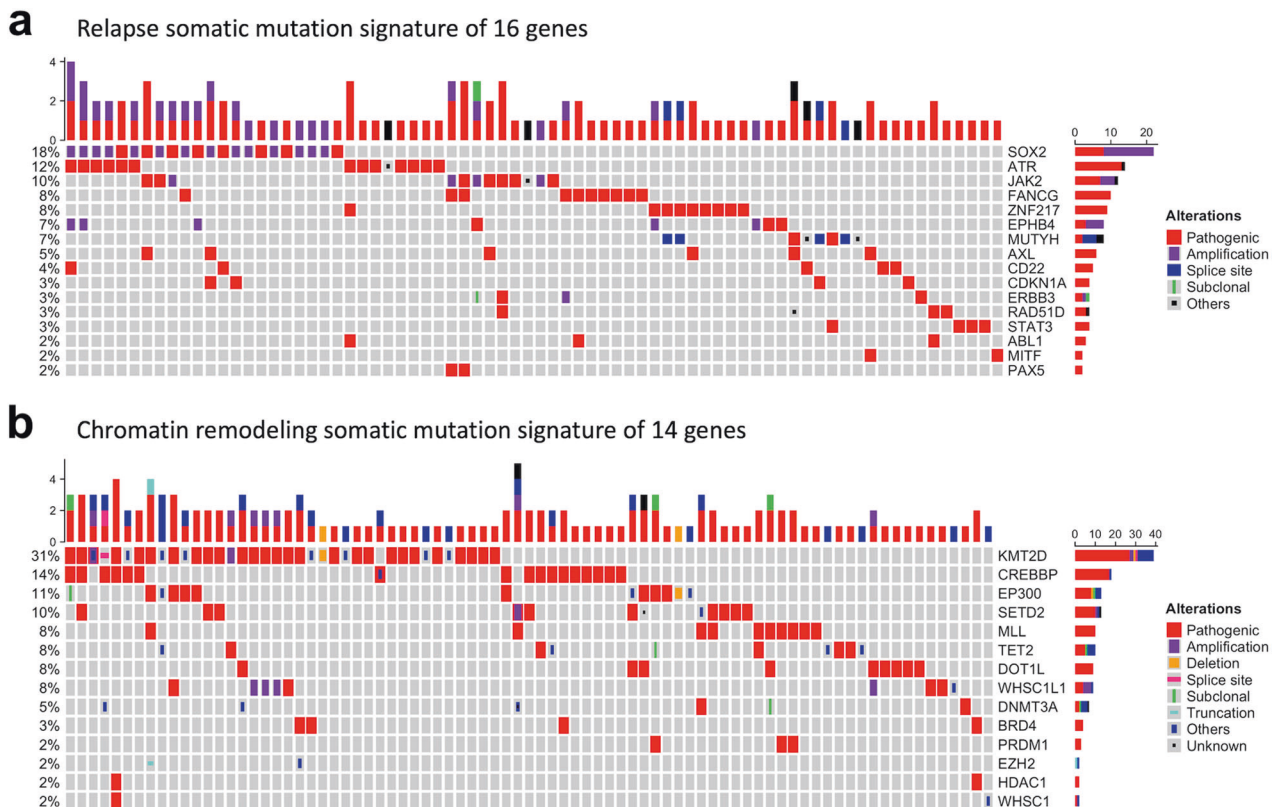 a
Relapse somatic mutation signature of 16 genes
4
2
0
0 10 20
18% SOX2
12% ATR
10% JAK2
8% FANCG
8% ZNF217
7% EPHB4
7% MUTYH
5% AXL
4% CD22
3% CDKN1A
3% ERBB3
3% RAD51D
3% STAT3
2% ABL1
2% MITF
2% PAX5
Alterations
Pathogenic
Amplification
Splice site
Subclonal
Others
b
Chromatin remodeling somatic mutation signature of 14 genes
4
2
0
0 10 20 30 40
31% KMT2D
14% CREBBP
11% EP300
10% SETD2
8% MLL
8% TET2
8% DOT1L
8% WHSC1L1
5% DNMT3A
3% BRD4
2% PRDM1
2% EZH2
2% HDAC1
2% WHSC1
Alterations
Pathogenic
Amplification
Deletion
Splice site
Subclonal
Truncation
Others
Unknown